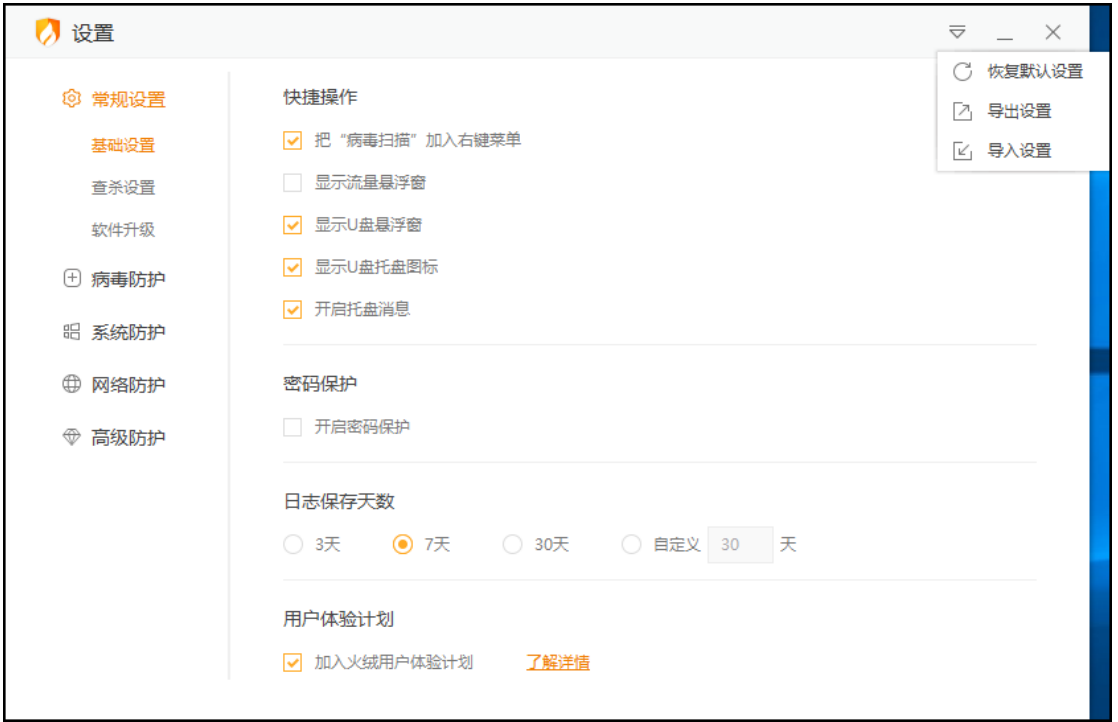 设置
恢复默认设置
导出设置
导入设置
常规设置
基础设置
查杀设置
软件升级
病毒防护
系统防护
网络防护
高级防护
快捷操作
把“病毒扫描”加入右键菜单
显示流量悬浮窗
显示U盘悬浮窗
显示U盘托盘图标
开启托盘消息
密码保护
开启密码保护
日志保存天数
3天 7天 30天 自定义 30 天
用户体验计划
加入火绒用户体验计划 了解详情